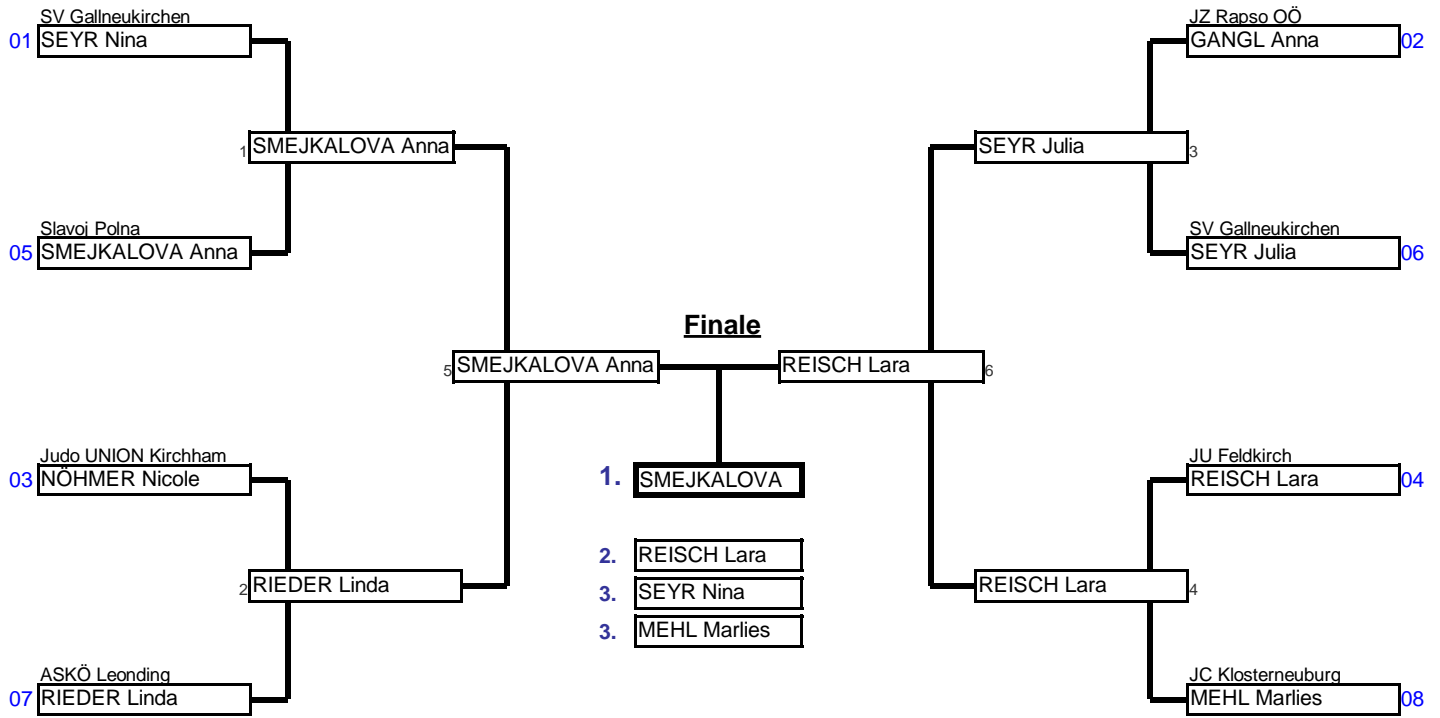 SV Gallneukirchen
01 SEYR Nina
JZ Rapso OÖ
GANGL Anna 02
1 SMEJKALOVA Anna
SEYR Julia 3
Slavoj Polna
05 SMEJKALOVA Anna
SV Gallneukirchen
SEYR Julia 06
Finale
5 SMEJKALOVA Anna
REISCH Lara 6
Judo UNION Kirchham
03 NÖHMER Nicole
JU Feldkirch
REISCH Lara 04
1. SMEJKALOVA
2. REISCH Lara
3. SEYR Nina
3. MEHL Marlies
2 RIEDER Linda
REISCH Lara 4
ASKÖ Leonding
07 RIEDER Linda
JC Klosterneuburg
MEHL Marlies 08